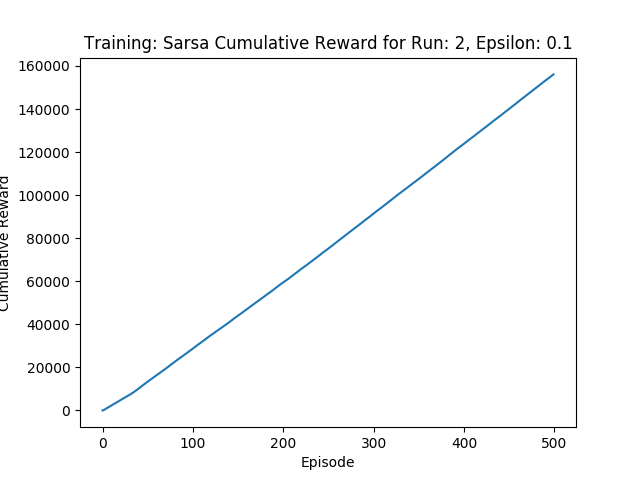 Training: Sarsa Cumulative Reward for Run: 2, Epsilon: 0.1
160000
140000
120000
100000
80000
60000
40000
20000
0
Cumulative Reward
0 100 200 300 400 500
Episode